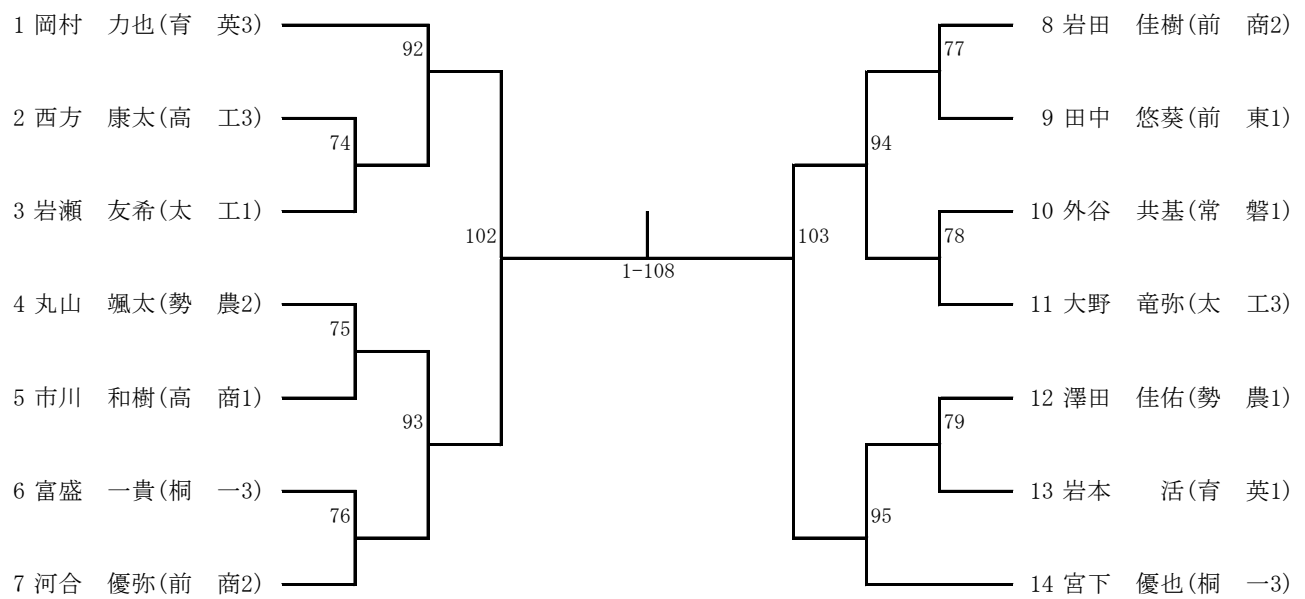 1 岡村　力也(育　英3)
92
2 西方　康太(高　工3)
74
3 岩瀬　友希(太　工1)
102
4 丸山　颯太(勢　農2)
75
5 市川　和樹(高　商1)
93
6 富盛　一貴(桐　一3)
76
7 河合　優弥(前　商2)
1-108
8 岩田　佳樹(前　商2)
77
9 田中　悠葵(前　東1)
94
10 外谷　共基(常　磐1)
78
103
11 大野　竜弥(太　工3)
12 澤田　佳佑(勢　農1)
79
13 岩本　　活(育　英1)
95
14 宮下　優也(桐　一3)